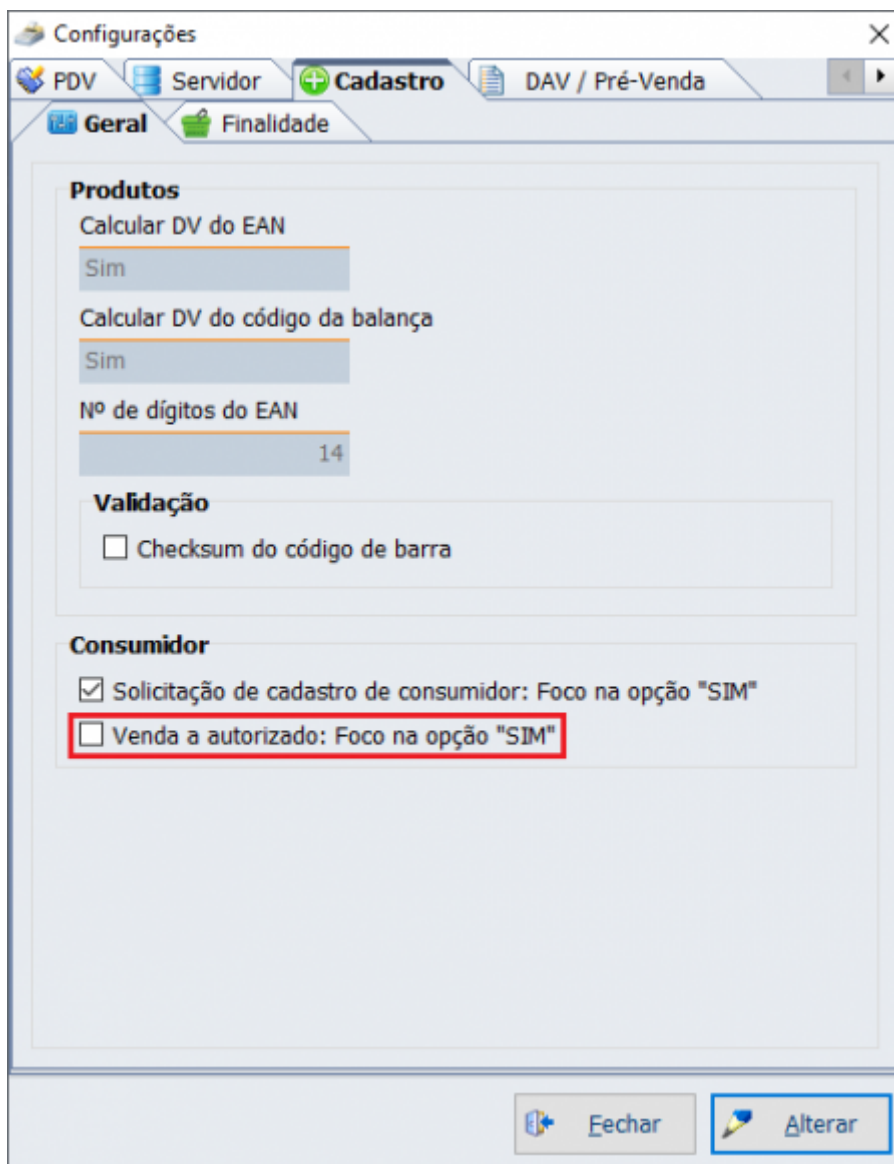 Configurações
PDV Servidor Cadastro DAV / Pré-Venda
Geral Finalidade
Produtos
Calcular DV do EAN
Sim
Calcular DV do código da balança
Sim
Nº de dígitos do EAN
14
Validação
Checksum do código de barra
Consumidor
Solicitação de cadastro de consumidor: Foco na opção "SIM"
Venda a autorizado: Foco na opção "SIM"
Fechar Alterar